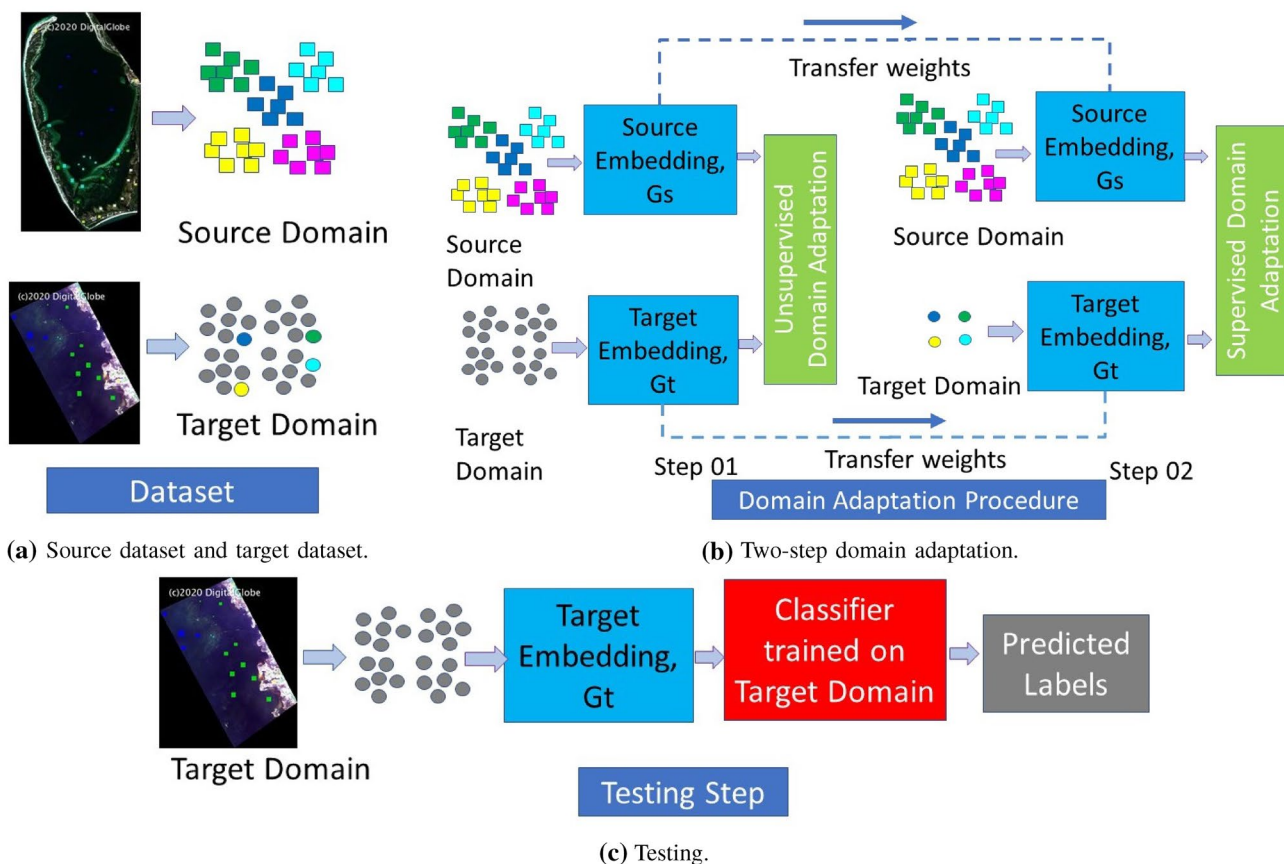 (c)2020 DigitalGlobe
Source Domain
(c)2020 DigitalGlobe
Target Domain
Dataset
(a) Source dataset and target dataset.
Transfer weights
Source
Embedding,
Gs
Source
Domain
Unsupervised
Domain Adaptation
Target
Embedding,
Gt
Target
Domain
Step 01
Source
Embedding,
Gs
Source Domain
Supervised Domain
Adaptation
Target
Embedding,
Gt
Target Domain
Transfer weights
Step 02
Domain Adaptation Procedure
(b) Two-step domain adaptation.
(c)2020 DigitalGlobe
Target Domain
Target
Embedding,
Gt
Classifier
trained on
Target Domain
Predicted
Labels
Testing Step
(c) Testing.